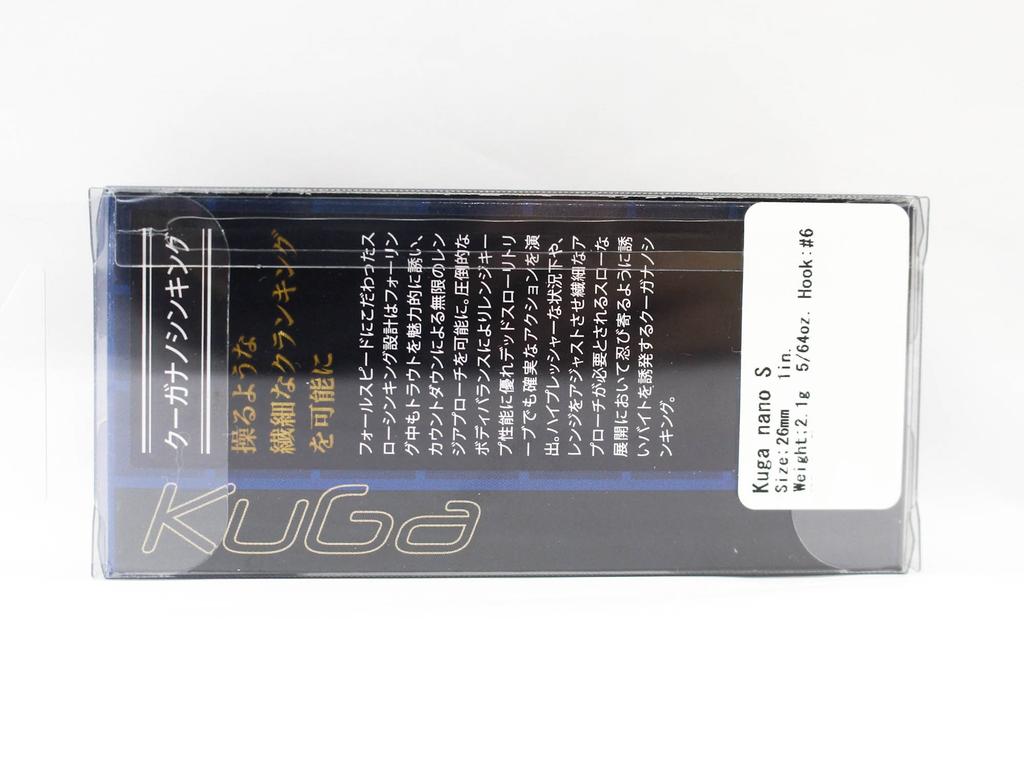 クーガナノシンキング
操るような
繊細なクランキング
を可能に
フォールスピードにこだわったス
ローシンキング設計はフォーリン
グ中もトラウトを魅力的に誘い、
カウントダウンによる無限のレン
ジアプローチを可能に。圧倒的な
ボディバランスによりレンジキー
プ性能に優れデッドスローリトリ
ーブでも確実なアクションを演
出。ハイプレッシャーな状況下や、
レンジをアジャストさせ繊細なア
プローチが必要とされるスローな
展開において忍び寄るように誘
いバイトを誘発するクーガナノシ
ンキング。
KUGa
Kuga nano S
Size:26mm 1in.
Weight:2.1g 5/64oz. Hook:#6